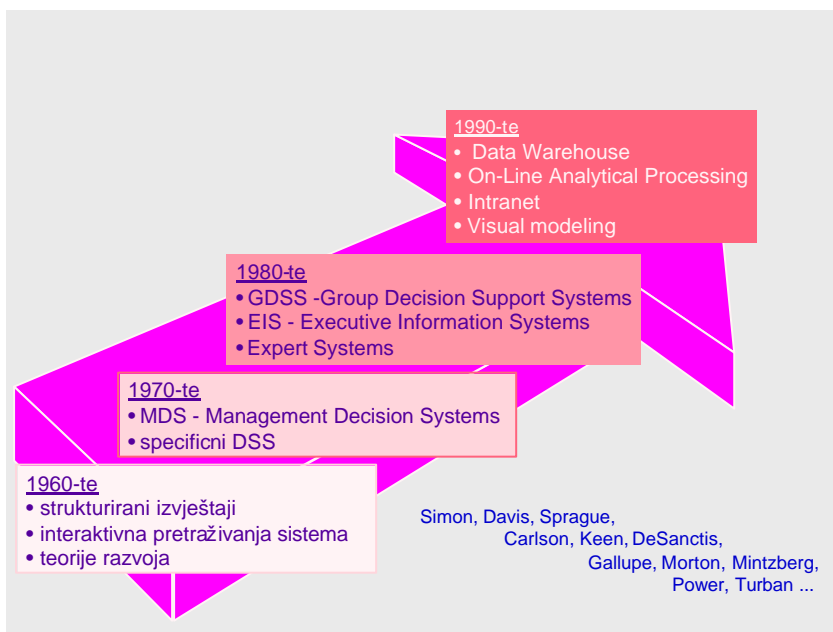 1990-te
• Data Warehouse
• On-Line Analytical Processing
• Intranet
• Visual modeling
1980-te
• GDSS -Group Decision Support Systems
• EIS - Executive Information Systems
• Expert Systems
1970-te
• MDS - Management Decision Systems
• specificni DSS
1960-te
• strukturirani izvještaji
• interaktivna pretraživanja sistema
• teorije razvoja
Simon, Davis, Sprague,
Carlson, Keen, DeSanctis,
Gallupe, Morton, Mintzberg,
Power, Turban ...